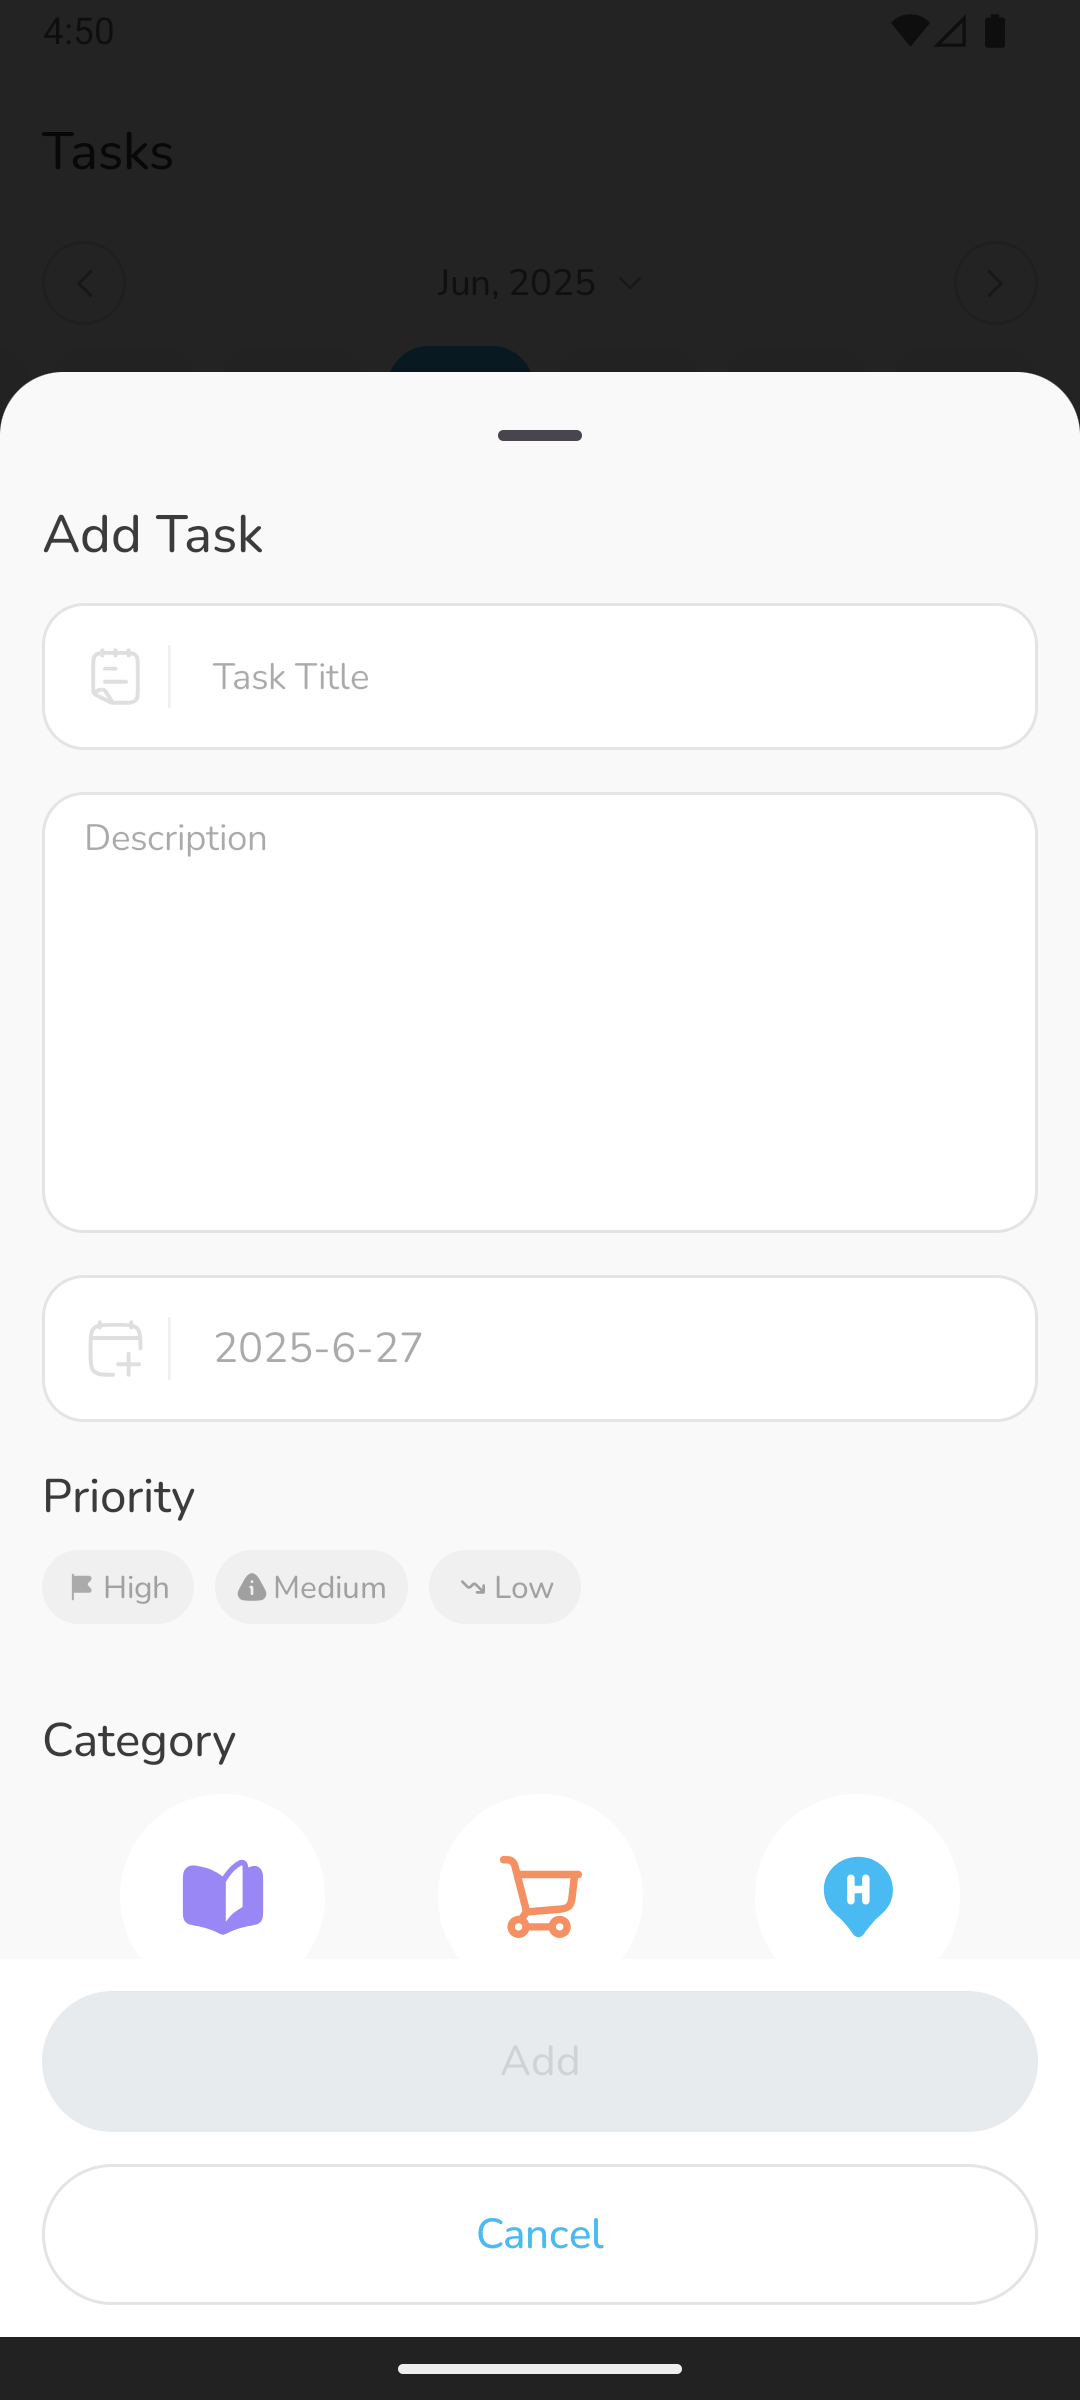 4:50
Tasks
Jun, 2025
Add Task
Task Title
Description
2025-6-27
Priority
High
Medium
Low
Category
H
Add
Cancel